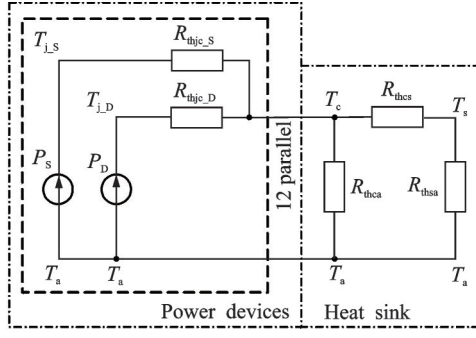 T_j_S
R_thjc_S
T_j_D
R_thjc_D
P_S
P_D
T_a
T_a
12 parallel
T_c
R_thcs
T_s
R_thca
R_thsa
T_a
T_a
Power devices
Heat sink